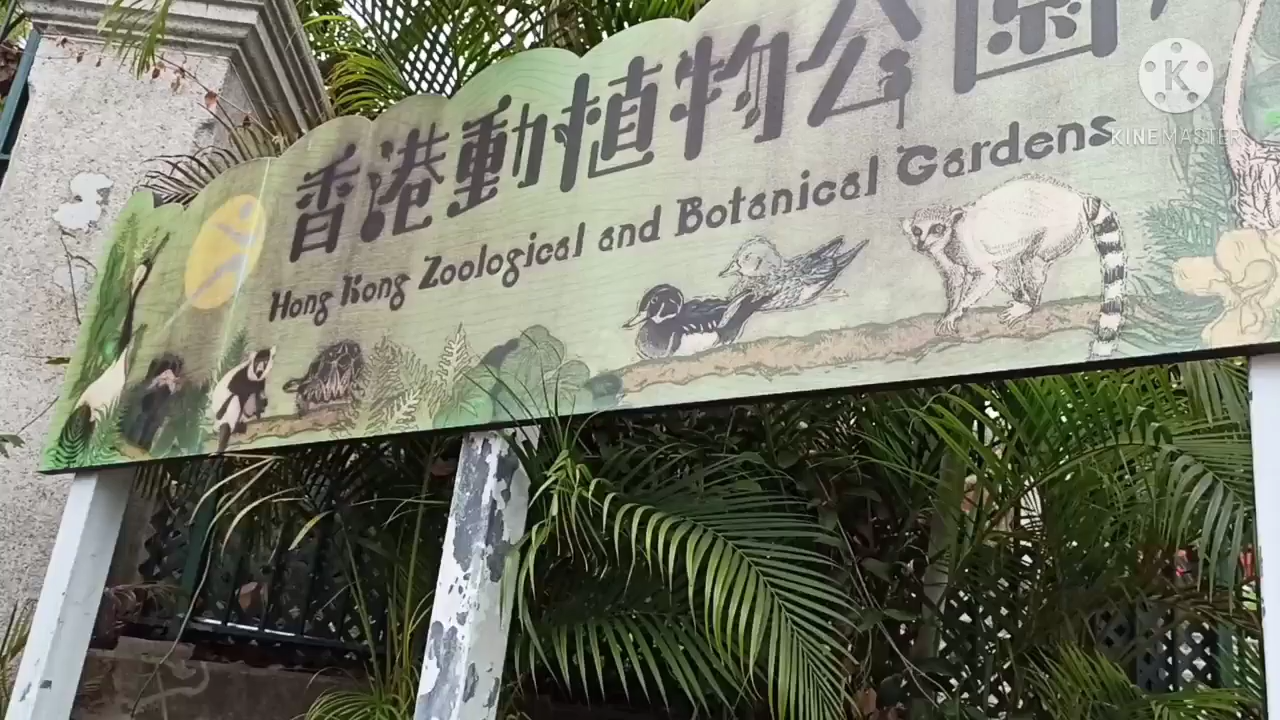 香港動植物公園
Hong Kong Zoological and Botanical Gardens
K
KINEMASTER